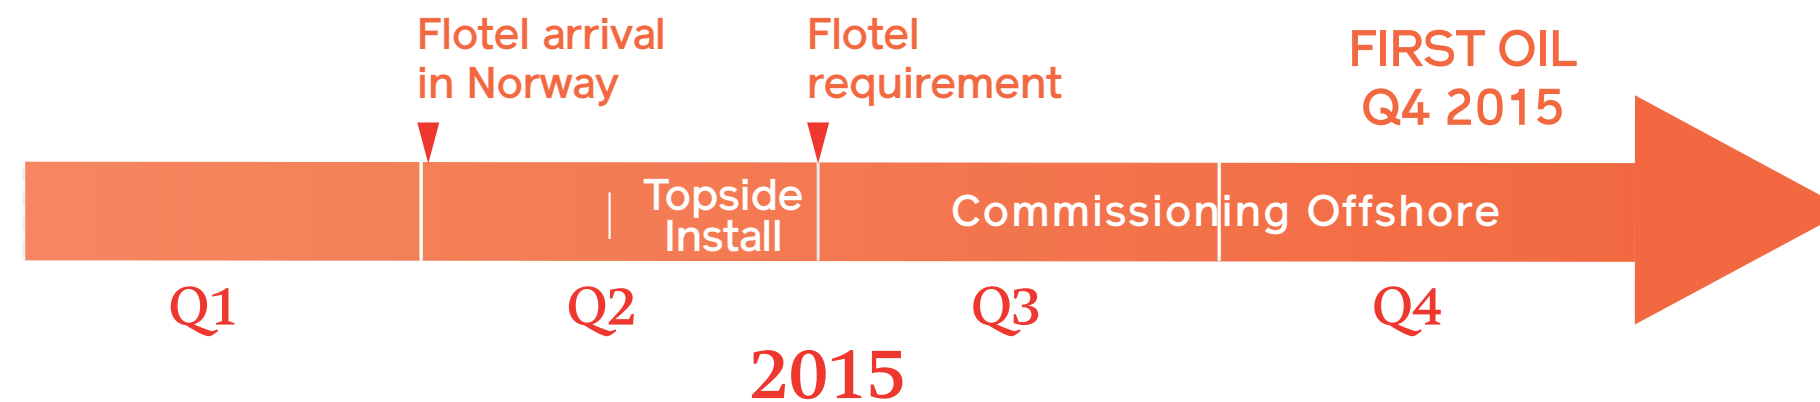 Flotel arrival
in Norway
Flotel
requirement
FIRST OIL
Q4 2015
Topside
Install
Commissioning Offshore
Q1
Q2
Q3
Q4
2015